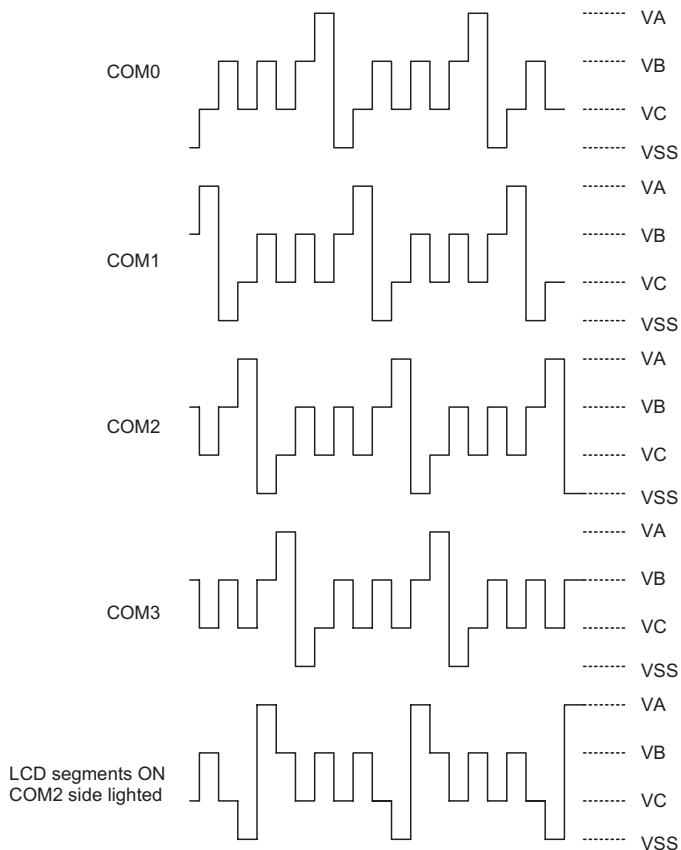 VA
COM0
VB
VC
VSS
VA
VB
COM1
VC
VSS
VA
VB
COM2
VC
VSS
VA
VB
COM3
VC
VSS
VA
VB
LCD segments ON
COM2 side lighted
VC
VSS